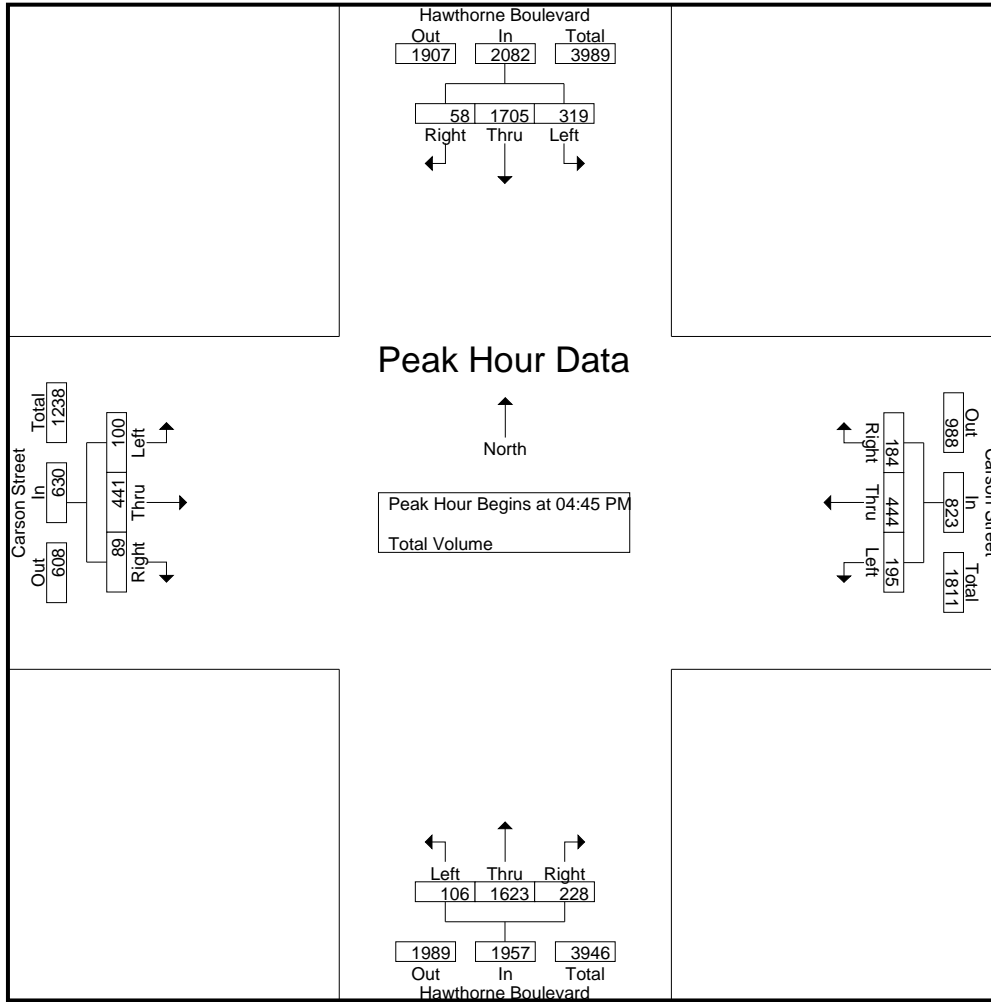 Hawthorne Boulevard
Out In Total
1907 2082 3989
58 1705 319
Right Thru Left
Peak Hour Data
North
Peak Hour Begins at 04:45 PM
Total Volume
Carson Street
Total In Out
1238 630 608
100 441 89
Left Thru Right
Carson Street
Out In Total
988 823 1811
184 444 195
Right Thru Left
Left Thru Right
106 1623 228
1989 1957 3946
Out In Total
Hawthorne Boulevard